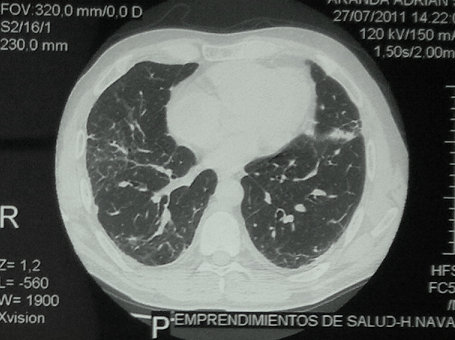 FOV:320,0 mm/0,0 D
S2/16/1
230,0 mm
ARANDA ADRIAN
27/07/2011 14:22:
120 kV/150 m
1,50s/2,00m
R
Z= 1,2
L= -560
W= 1900
Xvision
HFS
FC5
P
EMPRENDIMIENTOS DE SALUD-H.NAVA